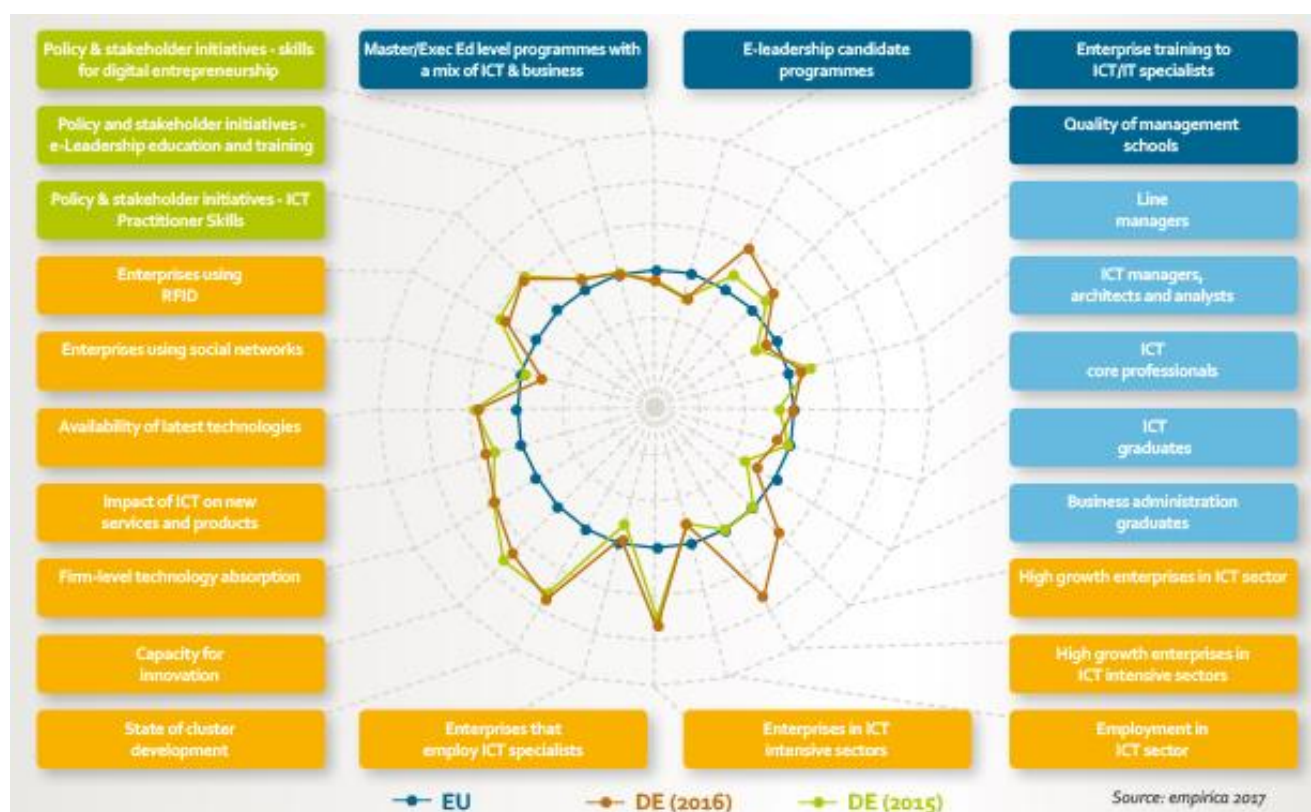 Policy & stakeholder initiatives - skills
for digital entrepreneurship
Master/Exec Ed level programmes with
a mix of ICT & business
E-leadership candidate
programmes
Enterprise training to
ICT/IT specialists
Policy and stakeholder initiatives -
e-Leadership education and training
Quality of management
schools
Policy & stakeholder initiatives - ICT
Practitioner Skills
Line
managers
Enterprises using
RFID
ICT managers,
architects and analysts
Enterprises using social networks
ICT
core professionals
Availability of latest technologies
ICT
graduates
Impact of ICT on new
services and products
Business administration
graduates
Firm-level technology absorption
High growth enterprises in ICT sector
Capacity for
innovation
High growth enterprises in
ICT intensive sectors
State of cluster
development
Enterprises that
employ ICT specialists
Enterprises in ICT
intensive sectors
Employment in
ICT sector
EU
DE (2016)
DE (2015)
Source: empirica 2017